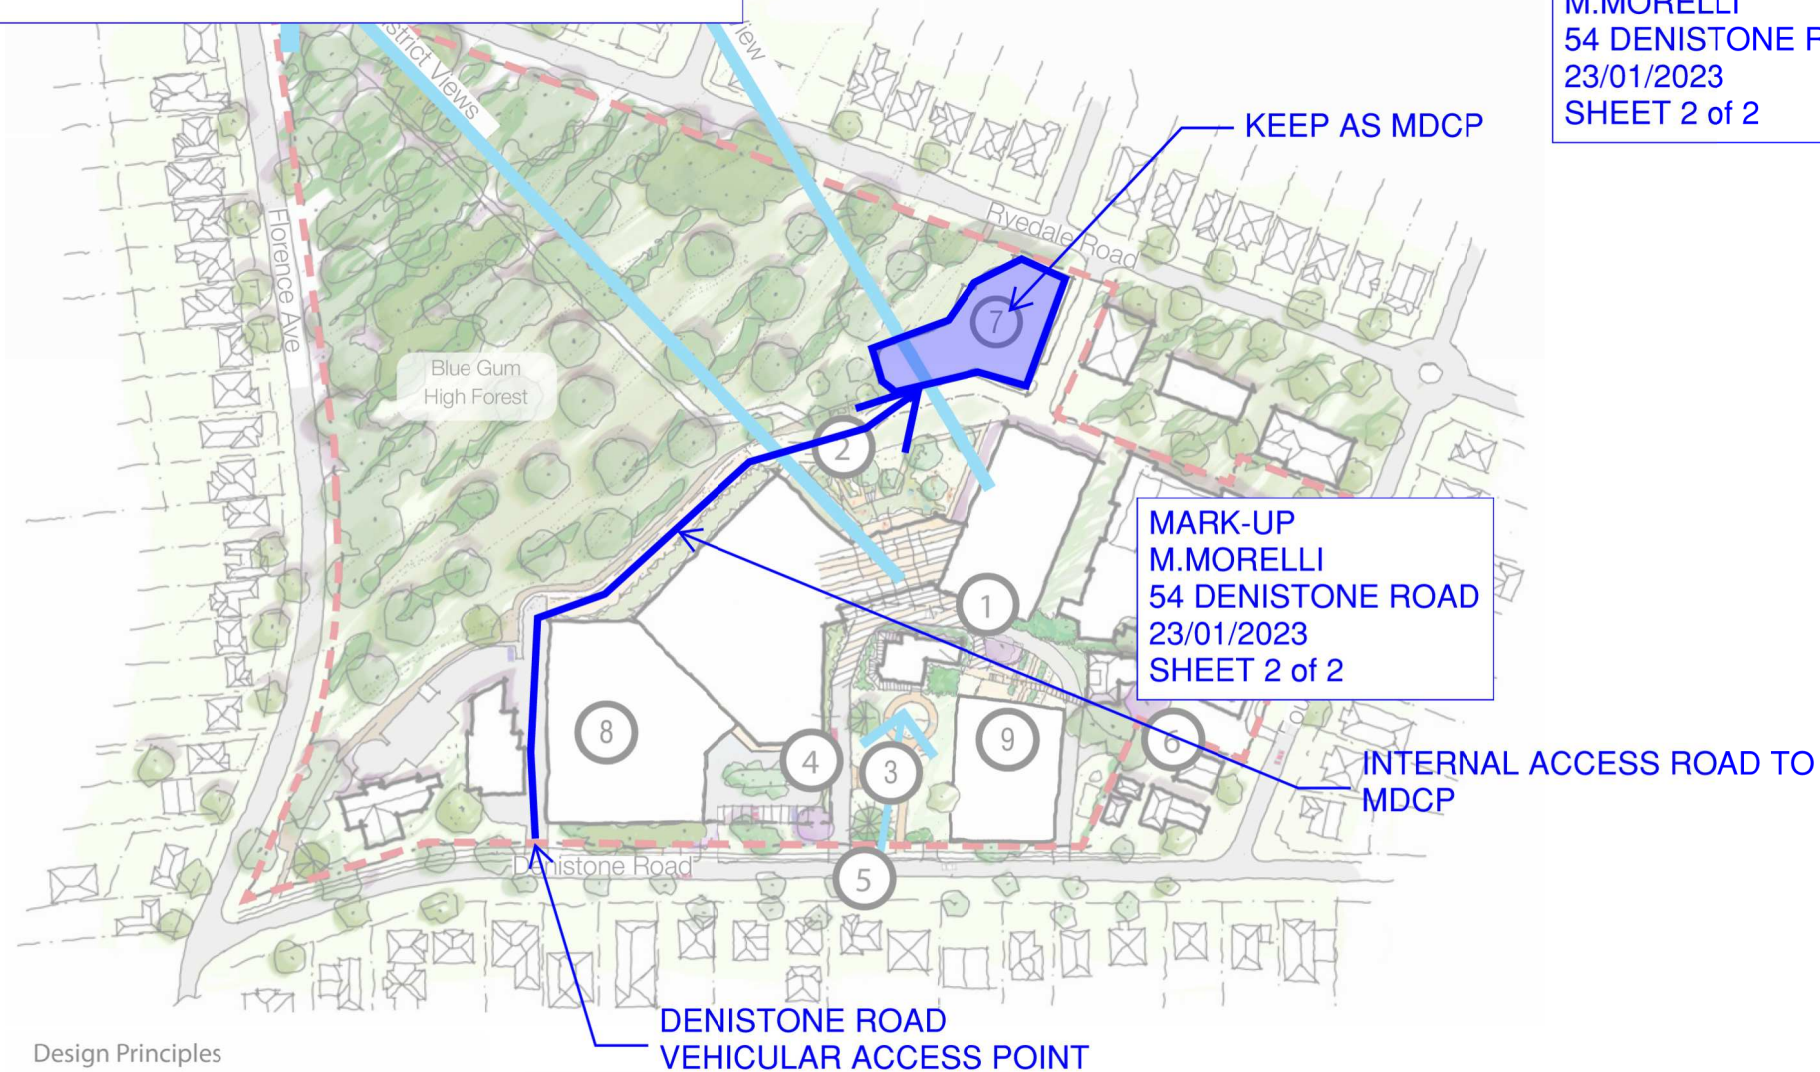 M.MORELLI
54 DENISTONE R
23/01/2023
SHEET 2 of 2
strict Views
View
KEEP AS MDCP
Ryedale Road
Florence Ave
7
Blue Gum
High Forest
2
MARK-UP
M.MORELLI
54 DENISTONE ROAD
23/01/2023
SHEET 2 of 2
1
8
4
3
9
6
INTERNAL ACCESS ROAD TO
MDCP
Denistone Road
5
DENISTONE ROAD
VEHICULAR ACCESS POINT
Design Principles